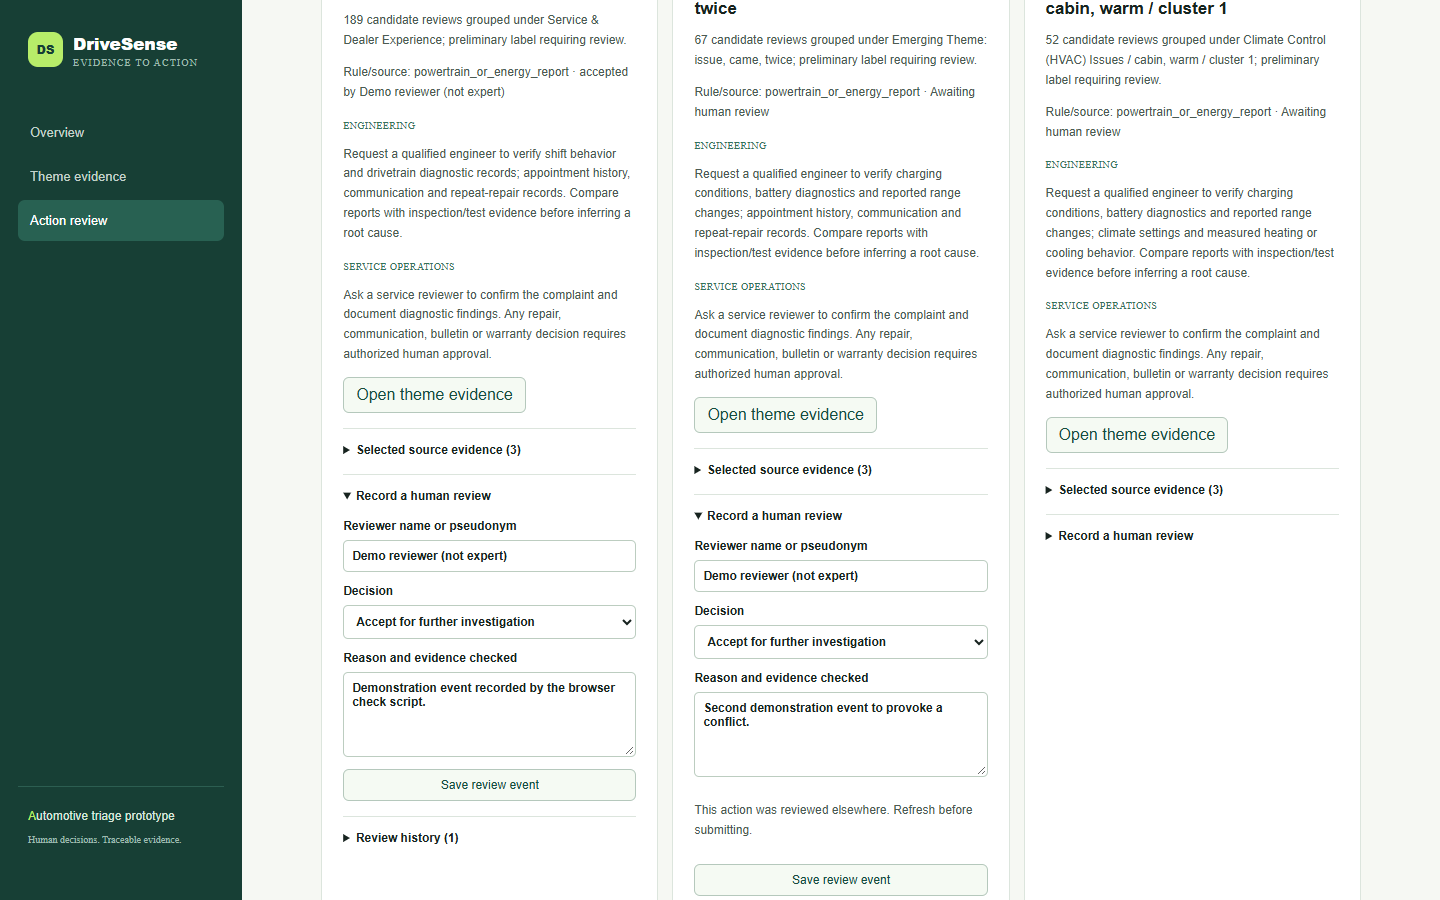 DS
DriveSense
EVIDENCE TO ACTION
Overview
Theme evidence
Action review
Automotive triage prototype
Human decisions. Traceable evidence.
189 candidate reviews grouped under Service &
Dealer Experience; preliminary label requiring review.
Rule/source: powertrain_or_energy_report · accepted
by Demo reviewer (not expert)
ENGINEERING
Request a qualified engineer to verify shift behavior
and drivetrain diagnostic records; appointment history,
communication and repeat-repair records. Compare
reports with inspection/test evidence before inferring a
root cause.
SERVICE OPERATIONS
Ask a service reviewer to confirm the complaint and
document diagnostic findings. Any repair,
communication, bulletin or warranty decision requires
authorized human approval.
Open theme evidence
Selected source evidence (3)
Record a human review
Reviewer name or pseudonym
Demo reviewer (not expert)
Decision
Accept for further investigation
Reason and evidence checked
Demonstration event recorded by the browser
check script.
Save review event
Review history (1)
twice
67 candidate reviews grouped under Emerging Theme:
issue, came, twice; preliminary label requiring review.
Rule/source: powertrain_or_energy_report · Awaiting
human review
ENGINEERING
Request a qualified engineer to verify charging
conditions, battery diagnostics and reported range
changes; appointment history, communication and
repeat-repair records. Compare reports with
inspection/test evidence before inferring a root cause.
SERVICE OPERATIONS
Ask a service reviewer to confirm the complaint and
document diagnostic findings. Any repair,
communication, bulletin or warranty decision requires
authorized human approval.
Open theme evidence
Selected source evidence (3)
Record a human review
Reviewer name or pseudonym
Demo reviewer (not expert)
Decision
Accept for further investigation
Reason and evidence checked
Second demonstration event to provoke a
conflict.
This action was reviewed elsewhere. Refresh before
submitting.
Save review event
cabin, warm / cluster 1
52 candidate reviews grouped under Climate Control
(HVAC) Issues / cabin, warm / cluster 1; preliminary
label requiring review.
Rule/source: powertrain_or_energy_report · Awaiting
human review
ENGINEERING
Request a qualified engineer to verify charging
conditions, battery diagnostics and reported range
changes; climate settings and measured heating or
cooling behavior. Compare reports with inspection/test
evidence before inferring a root cause.
SERVICE OPERATIONS
Ask a service reviewer to confirm the complaint and
document diagnostic findings. Any repair,
communication, bulletin or warranty decision requires
authorized human approval.
Open theme evidence
Selected source evidence (3)
Record a human review